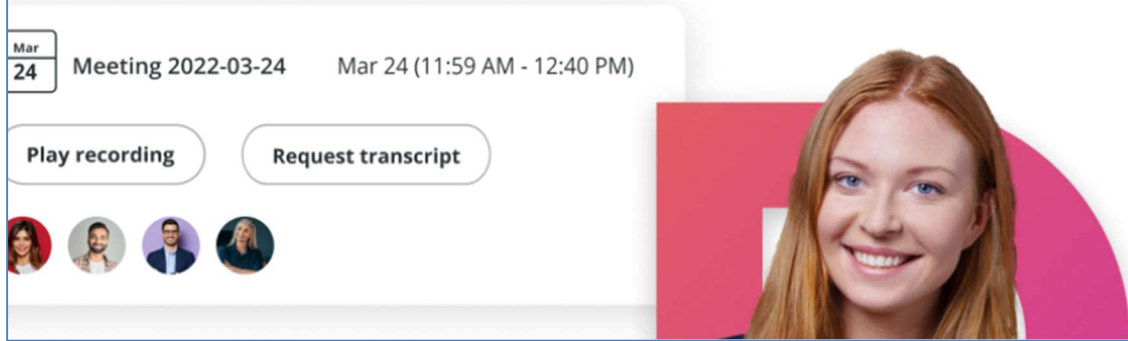 Mar
24
Meeting 2022-03-24 Mar 24 (11:59 AM - 12:40 PM)
Play recording Request transcript